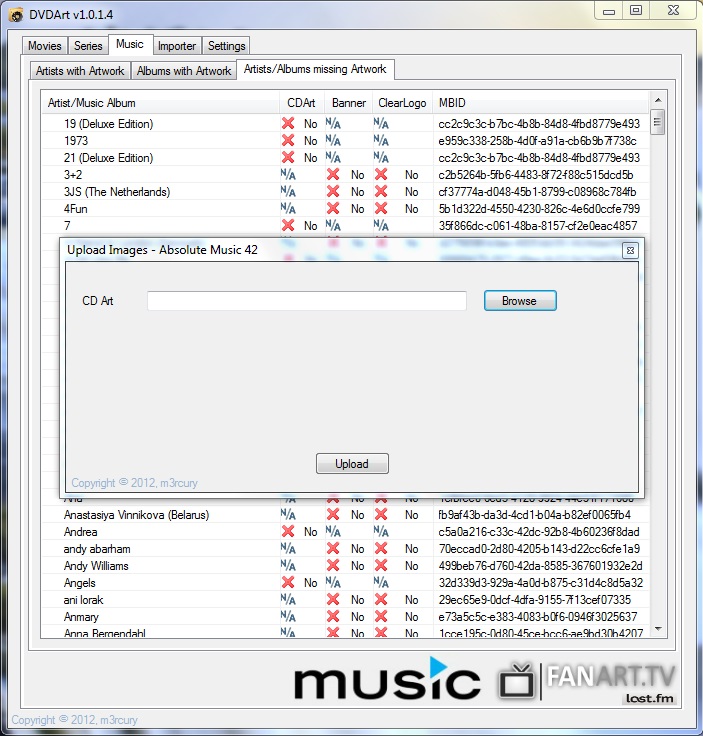 DVDArt v1.0.1.4
Movies Series Music Importer Settings
Artists with Artwork Albums with Artwork Artists/Albums missing Artwork
Artist/Music Album CDArt Banner ClearLogo MBID
19 (Deluxe Edition) No N/A N/A cc2c9c3c-b7bc-4b8b-84d8-4fbd8779e493
1973 No N/A N/A e959c338-258b-4d0f-a91a-cb6b9b7f738c
21 (Deluxe Edition) No N/A N/A cc2c9c3c-b7bc-4b8b-84d8-4fbd8779e493
3+2 N/A No No c2b5264b-5fb6-4483-8f72-f88c515dcd5b
3JS (The Netherlands) N/A No No cf37774a-d048-45b1-8799-c08968c784fb
4Fun N/A No No 5b1d322d-4550-4230-826c-4e6d0ccfe799
7 No N/A N/A 35f866dc-c061-48ba-8157-cf2e0eac4857
Upload Images - Absolute Music 42
CD Art Browse
Upload
Copyright © 2012, m3rcury
Anastasiya Vinnikova (Belarus) N/A No No fb9af43b-da3d-4cd1-b04a-b82ef0065fb4
Andrea No N/A N/A c5a0a216-c33c-42dc-92b8-4b60236f8dad
andy abarham N/A No No 70eccad0-2d80-4205-b143-d22cc6cfe1a9
Andy Williams N/A No No 499beb76-d760-42da-8585-367601932e2d
Angels No N/A N/A 32d339d3-929a-4a0d-b875-c31d4c8d5a32
ani lorak N/A No No 29ec65e9-0dcf-4dfa-9155-7f13cef07335
Anmary N/A No No e73a5c5c-e383-4083-b0f6-0946f3025637
Anna Bergendahl N/A No No 1cce195c-0d80-45ce-bcc6-ae9bd30b4207
music FANART.TV
last.fm
Copyright © 2012, m3rcury